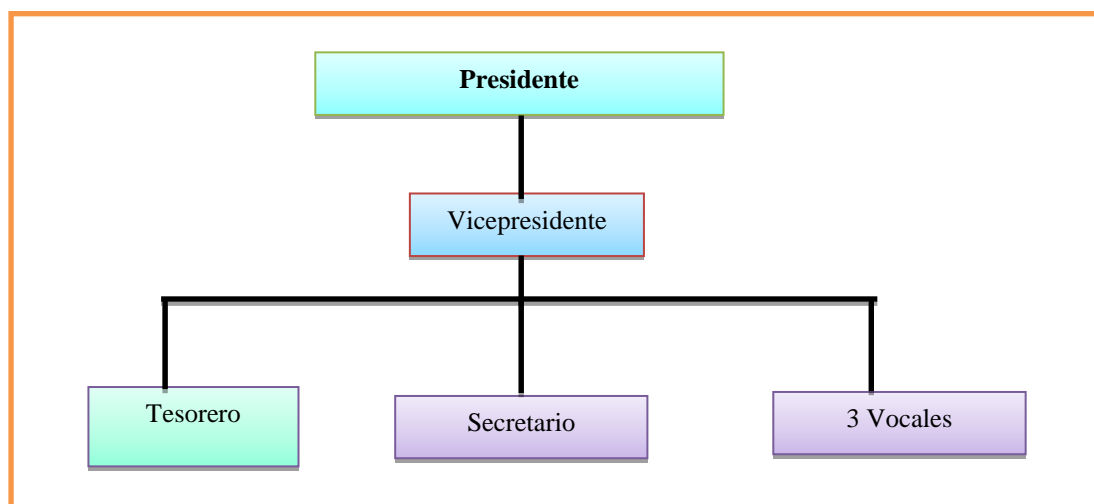 Presidente
Vicepresidente
Tesorero
Secretario
3 Vocales